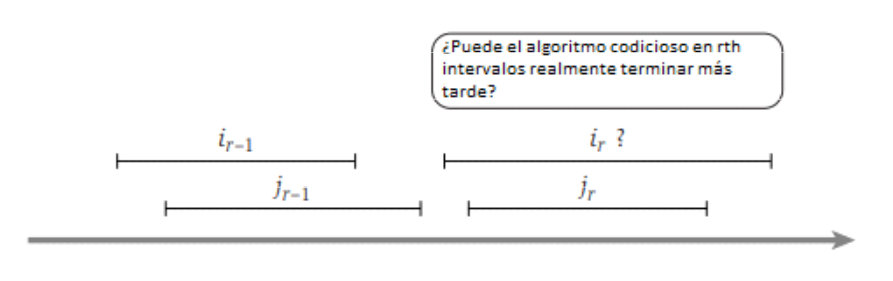 ¿Puede el algoritmo codicioso en rth
intervalos realmente terminar más
tarde?
i_{r-1}
i_r ?
j_{r-1}
j_r